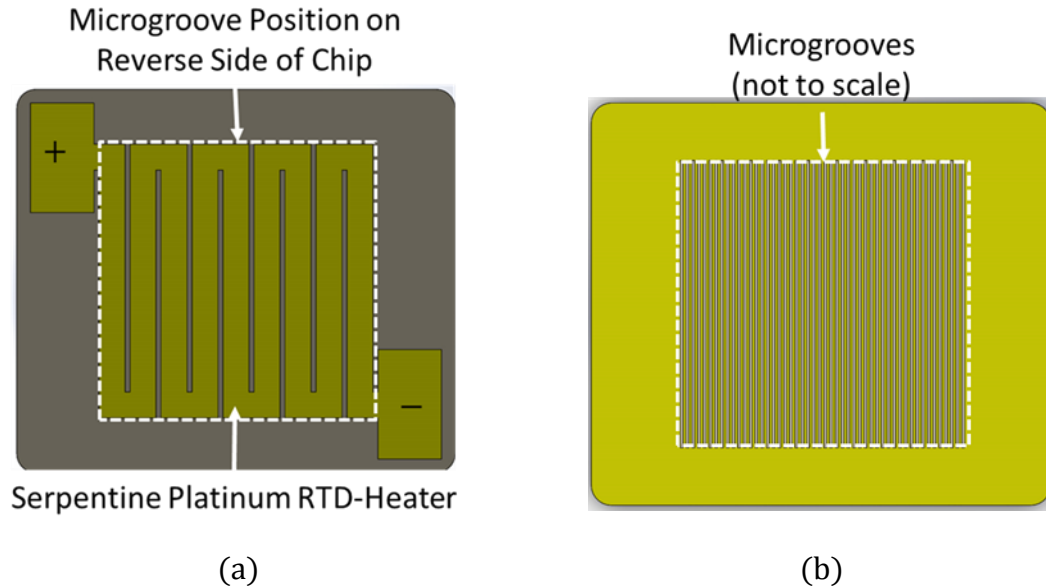 Microgroove Position on
Reverse Side of Chip
+
−
Serpentine Platinum RTD-Heater
(a)
Microgrooves
(not to scale)
(b)